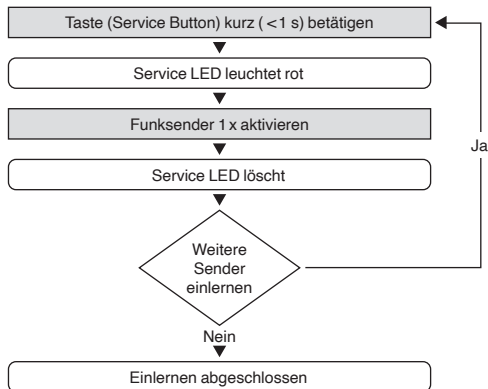 Taste (Service Button) kurz (<1 s) betätigen
Service LED leuchtet rot
Funksender 1 x aktivieren
Ja
Service LED löscht
Weitere
Sender
einlernen
Nein
Einlernen abgeschlossen